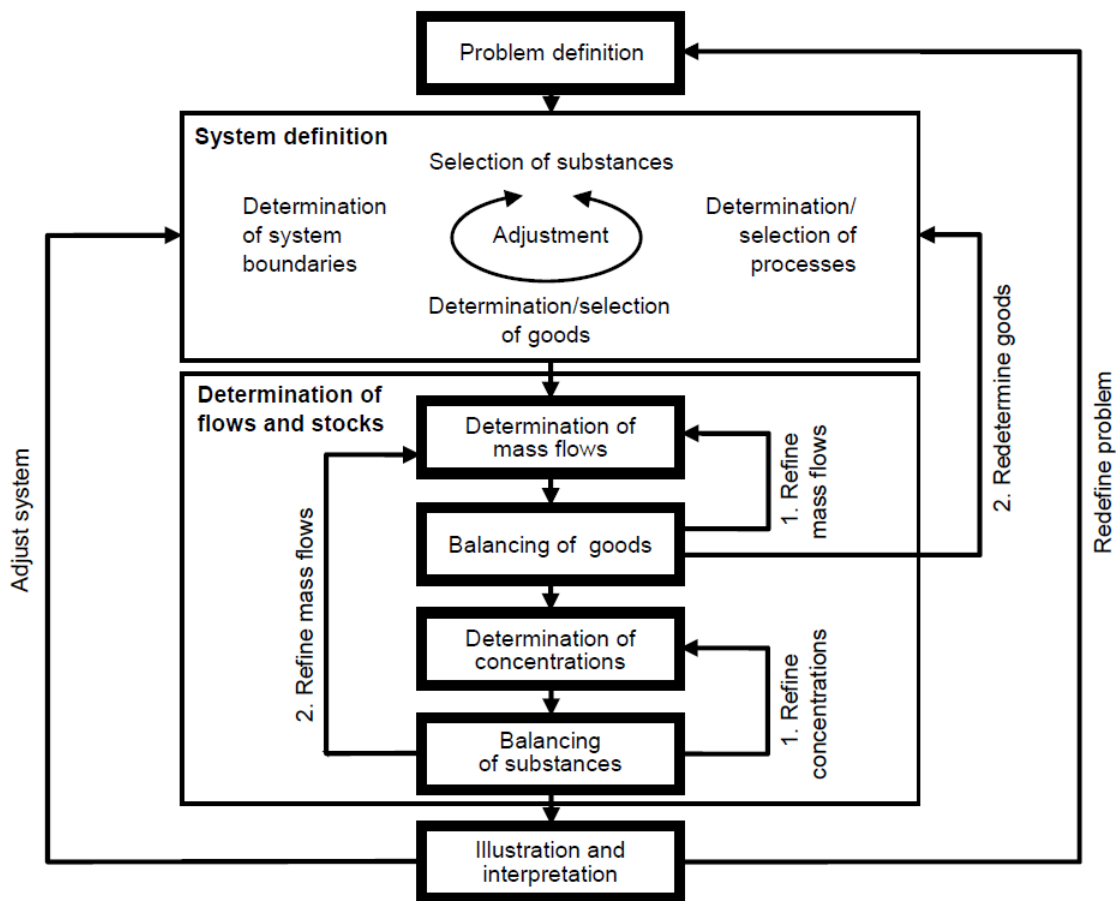 Problem definition
System definition
Selection of substances
Determination
of system
boundaries
Adjustment
Determination/
selection of
processes
Determination/selection
of goods
Determination of
flows and stocks
Determination of
mass flows
1. Refine
mass flows
Balancing of goods
2. Redetermine goods
Determination of
concentrations
1. Refine
concentrations
2. Refine mass flows
Balancing
of substances
Illustration and
interpretation
Adjust system
Redefine problem